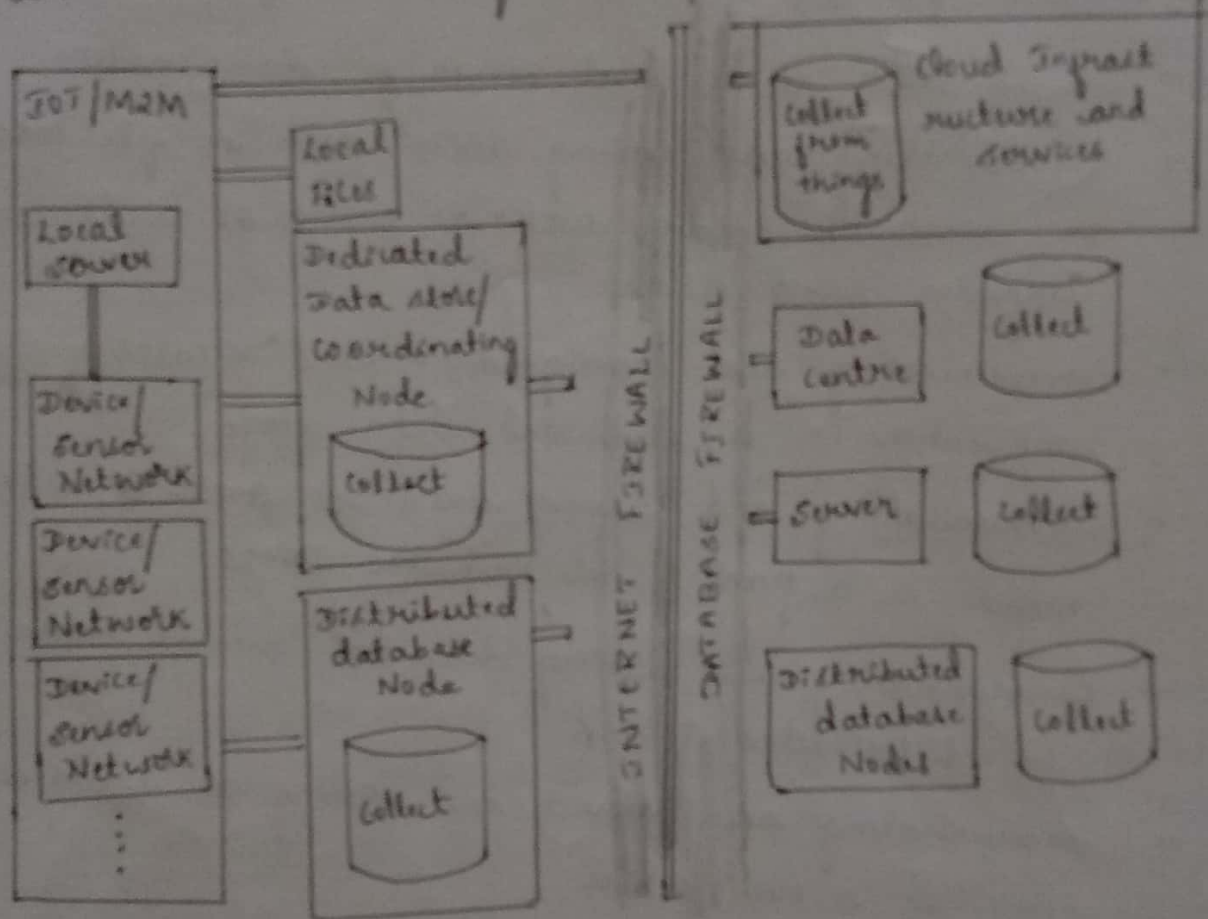 IOT/M2M
Local
Server
Device/
Sensor
Network
Device/
Sensor
Network
Device/
Sensor
Network
Local
Files
Dedicated
Data store/
Coordinating
Node
Collect
Distributed
database
Node
Collect
INTERNET FIREWALL
DATABASE FIREWALL
Collect
from
things
Cloud Infrast
ructure and
services
Data
Centre
Collect
Server
Collect
Distributed
database
Nodes
Collect